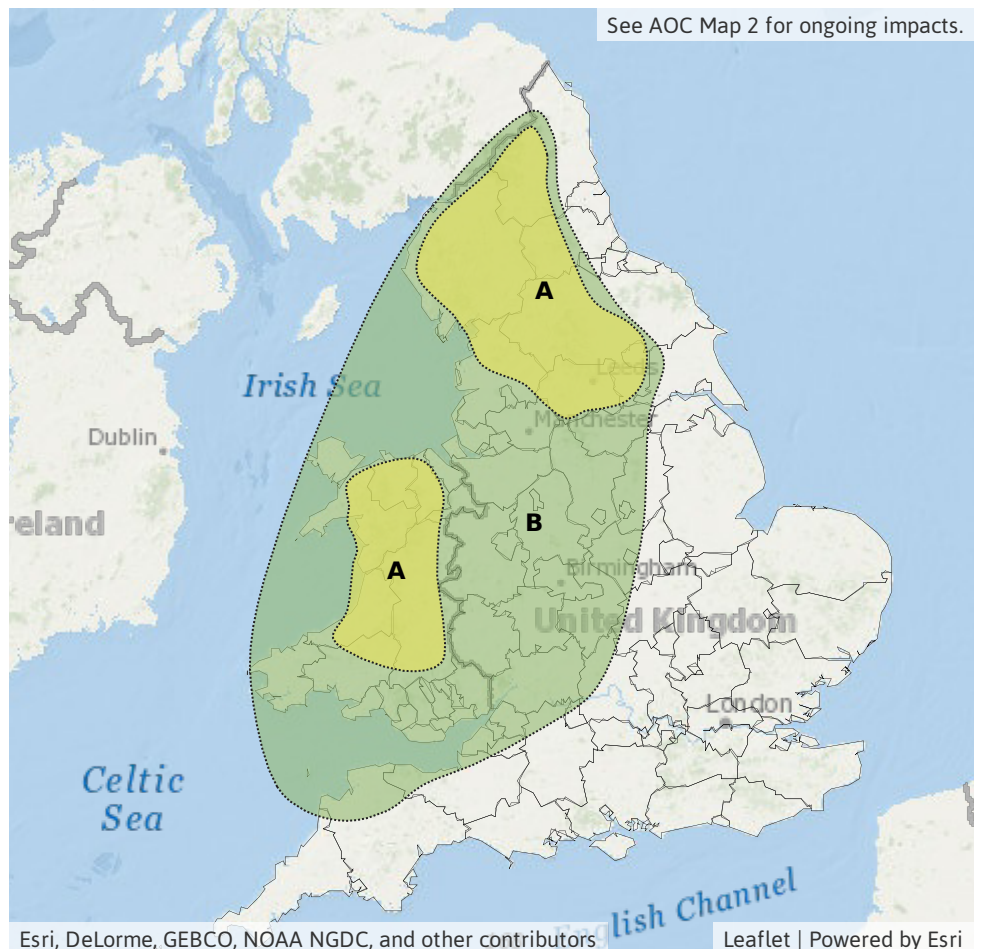 See AOC Map 2 for ongoing impacts.
A
Leeds
Irish Sea
Manchester
Dublin
reland
B
A
Birmingham
United Kingdom
London
Celtic
Sea
English Channel
Esri, DeLorme, GEBCO, NOAA NGDC, and other contributors
Leaflet | Powered by Esri